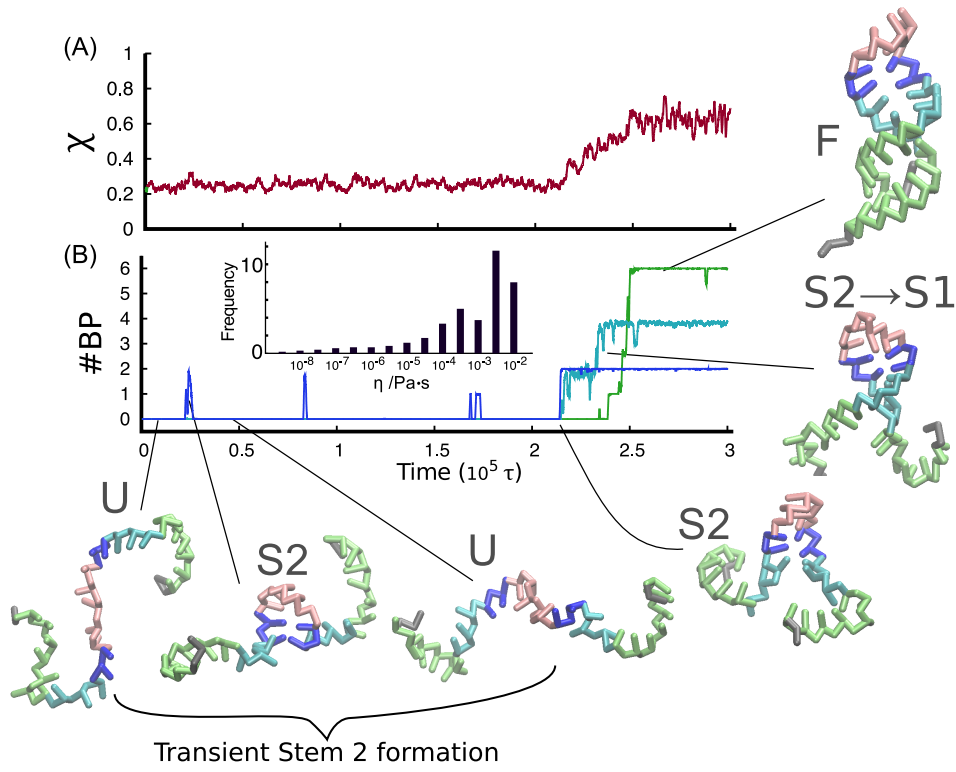 (A)
1
0.8
0.6
0.4
0.2
0
χ
F
(B)
6
5
4
3
2
1
0
#BP
10
0
Frequency
10⁻⁸ 10⁻⁷ 10⁻⁶ 10⁻⁵ 10⁻⁴ 10⁻³ 10⁻²
η /Pa·s
S2→S1
0 0.5 1 1.5 2 2.5 3
Time (10⁵ τ)
U
S2
U
S2
Transient Stem 2 formation